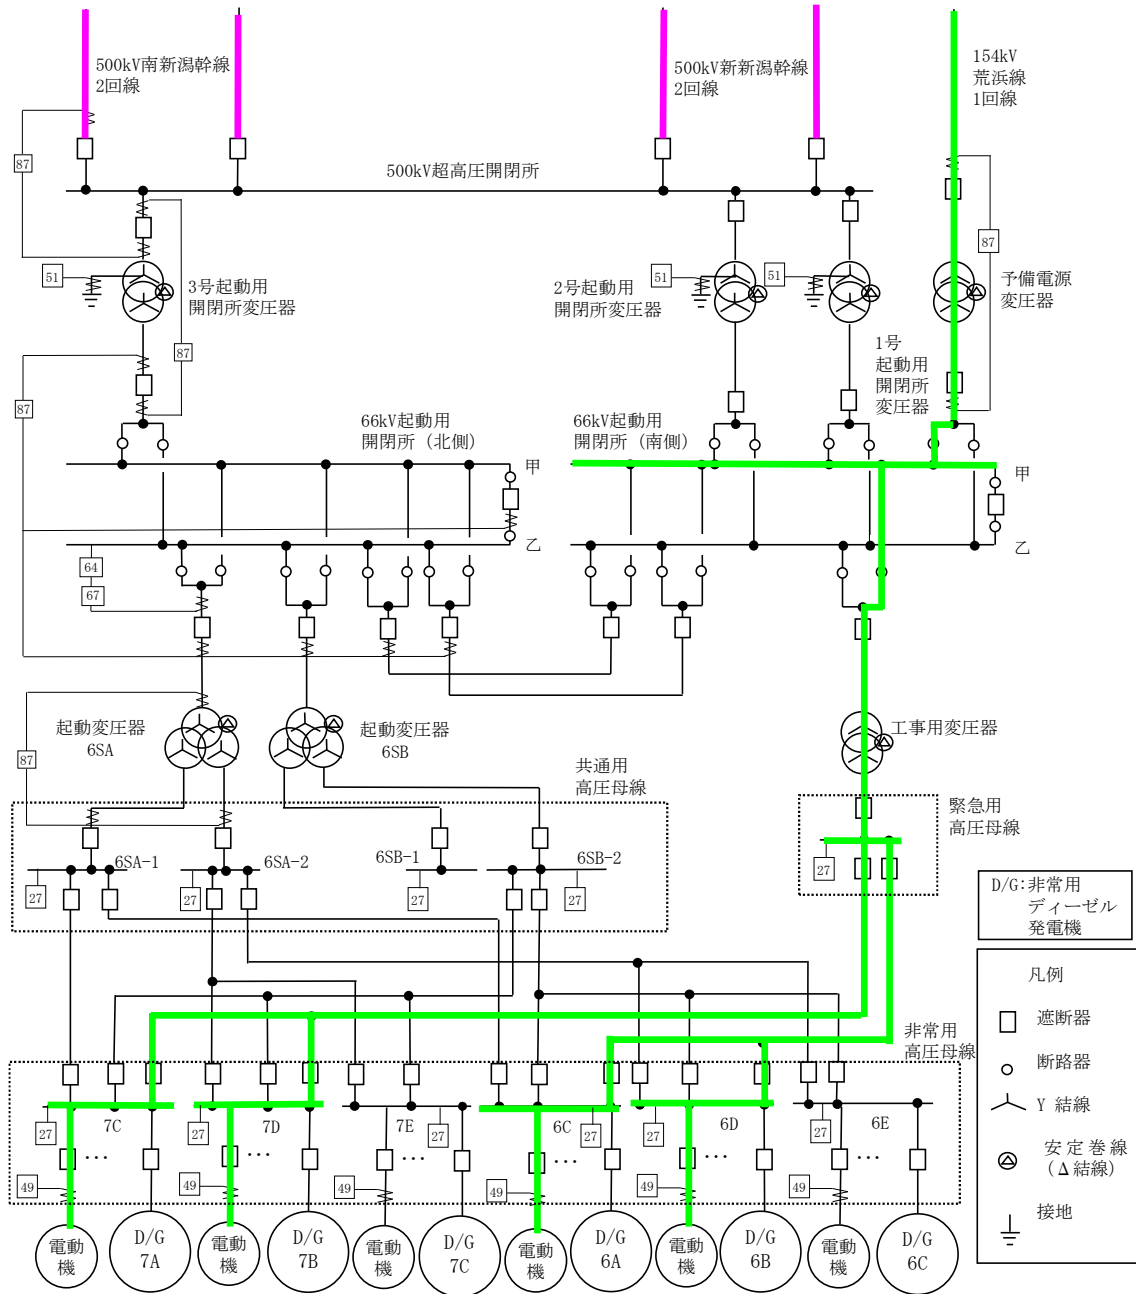 500kV南新潟幹線
2回線
500kV新新潟幹線
2回線
154kV
荒浜線
1回線
87
500kV超高圧開閉所
87
51
3号起動用
開閉所変圧器
51
2号起動用
開閉所変圧器
51
予備電源
変圧器
87
87
1号
起動用
開閉所
変圧器
66kV起動用
開閉所（北側）
66kV起動用
開閉所（南側）
甲
甲
乙
乙
64
67
起動変圧器
6SA
起動変圧器
6SB
工事用変圧器
87
共通用
高圧母線
緊急用
高圧母線
6SA-1
6SA-2
6SB-1
6SB-2
27
27
27
27
27
D/G:非常用
ディーゼル
発電機
凡例
遮断器
断路器
Y 結線
安定巻線
(Δ結線)
接地
非常用
高圧母線
7C
7D
7E
6C
6D
6E
27
27
27
27
27
27
･･･
･･･
･･･
･･･
･･･
･･･
49
49
49
49
49
49
電動
機
D/G
7A
電動
機
D/G
7B
電動
機
D/G
7C
電動
機
D/G
6A
電動
機
D/G
6B
電動
機
D/G
6C